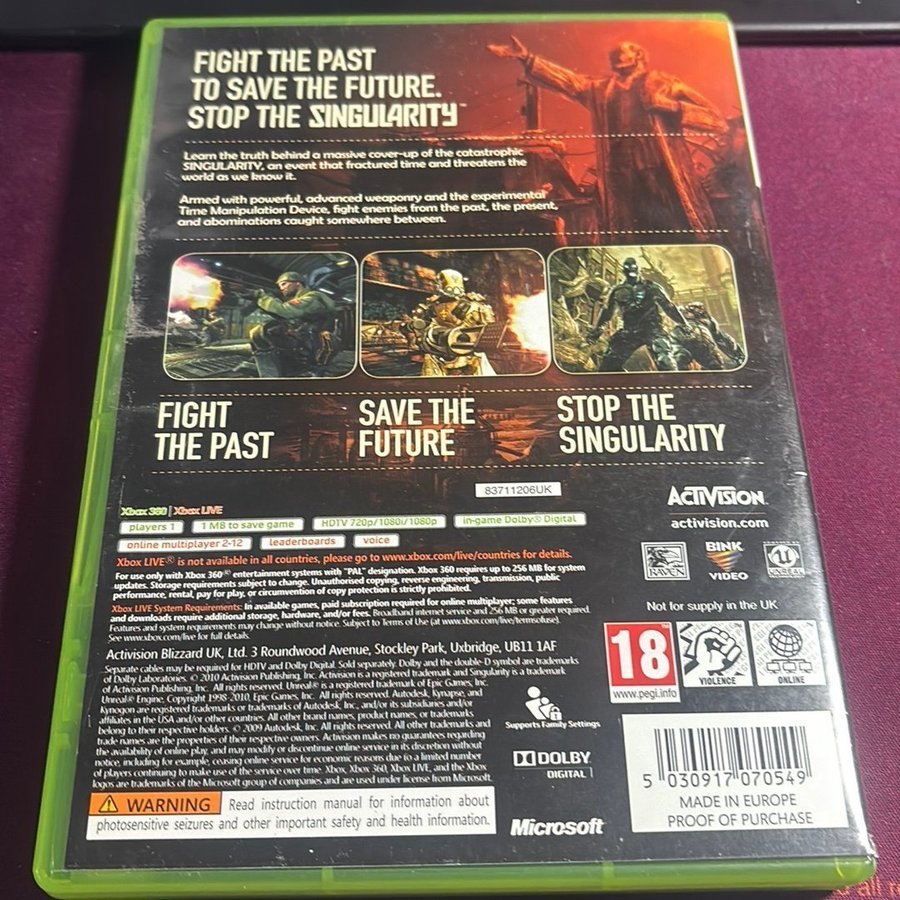 FIGHT THE PAST
TO SAVE THE FUTURE.
STOP THE SINGULARITY™
Learn the truth behind a massive cover-up of the catastrophic
SINGULARITY, an event that fractured time and threatens the
world as we know it.
Armed with powerful, advanced weaponry and the experimental
Time Manipulation Device, fight enemies from the past, the present,
and abominations caught somewhere between.
FIGHT
THE PAST
SAVE THE
FUTURE
STOP THE
SINGULARITY
83711206UK
Xbox 360 | Xbox LIVE
players 1
1 MB to save game
HDTV 720p/1080i/1080p
in-game Dolby® Digital
online multiplayer 2-12
leaderboards
voice
Xbox LIVE® is not available in all countries, please go to www.xbox.com/live/countries for details.
For use only with Xbox 360® entertainment systems with "PAL" designation. Xbox 360 requires up to 256 MB for system
updates. Storage requirements subject to change. Unauthorised copying, reverse engineering, transmission, public
performance, rental, pay for play, or circumvention of copy protection is strictly prohibited.
Xbox LIVE System Requirements: In available games, paid subscription required for online multiplayer; some features
and downloads require additional storage, hardware, and/or fees. Broadband internet service and 256 MB or greater required.
Features and system requirements may change without notice. Subject to Terms of Use (at www.xbox.com/live/termsofuse).
See www.xbox.com/live for full details.
Activision Blizzard UK, Ltd. 3 Roundwood Avenue, Stockley Park, Uxbridge, UB11 1AF
Separate cables may be required for HDTV and Dolby Digital. Sold separately. Dolby and the double-D symbol are trademarks
of Dolby Laboratories. © 2010 Activision Publishing, Inc. Activision is a registered trademark and Singularity is a trademark
of Activision Publishing, Inc. All rights reserved. Unreal® is a registered trademark of Epic Games, Inc.
Unreal® Engine, Copyright 1998-2010, Epic Games, Inc. All rights reserved. Autodesk, Kynapse, and
Kynogon are registered trademarks or trademarks of Autodesk, Inc., and/or its subsidiaries and/or
affiliates in the USA and/or other countries. All other brand names, product names, or trademarks
belong to their respective holders. © 2009 Autodesk, Inc. All rights reserved. All other trademarks and
trade names are the properties of their respective owners. Activision makes no guarantees regarding
the availability of online play, and may modify or discontinue online service in its discretion without
notice, including for example, ceasing online service for economic reasons due to a limited number
of players continuing to make use of the service over time. Xbox, Xbox 360, Xbox LIVE, and the Xbox
logos are trademarks of the Microsoft group of companies and are used under license from Microsoft.
WARNING Read instruction manual for information about
photosensitive seizures and other important safety and health information.
Supports Family Settings
DOLBY
DIGITAL
Microsoft
ACTIVISION
activision.com
RAVEN
BINK
VIDEO
UNREAL
Not for supply in the UK
18
www.pegi.info
VIOLENCE
ONLINE
5 030917 070549
MADE IN EUROPE
PROOF OF PURCHASE